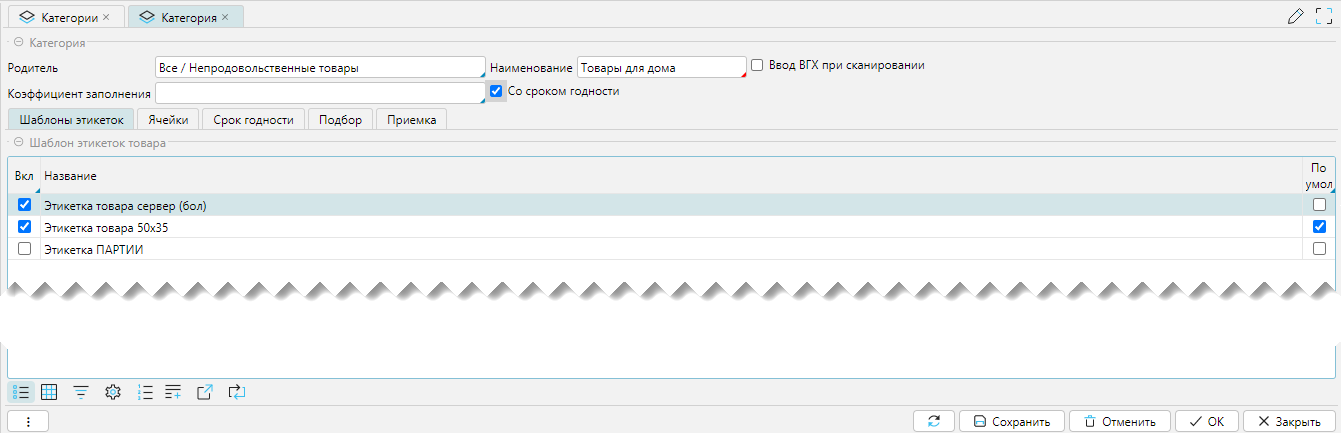 Категории × Категория ×
Категория
Родитель Все / Непродовольственные товары Наименование Товары для дома Ввод ВГХ при сканировании
Коэффициент заполнения Со сроком годности
Шаблоны этикеток Ячейки Срок годности Подбор Приемка
Шаблон этикеток товара
Вкл Название По умол
Этикетка товара сервер (бол)
Этикетка товара 50x35
Этикетка ПАРТИИ
Сохранить Отменить ОК Закрыть